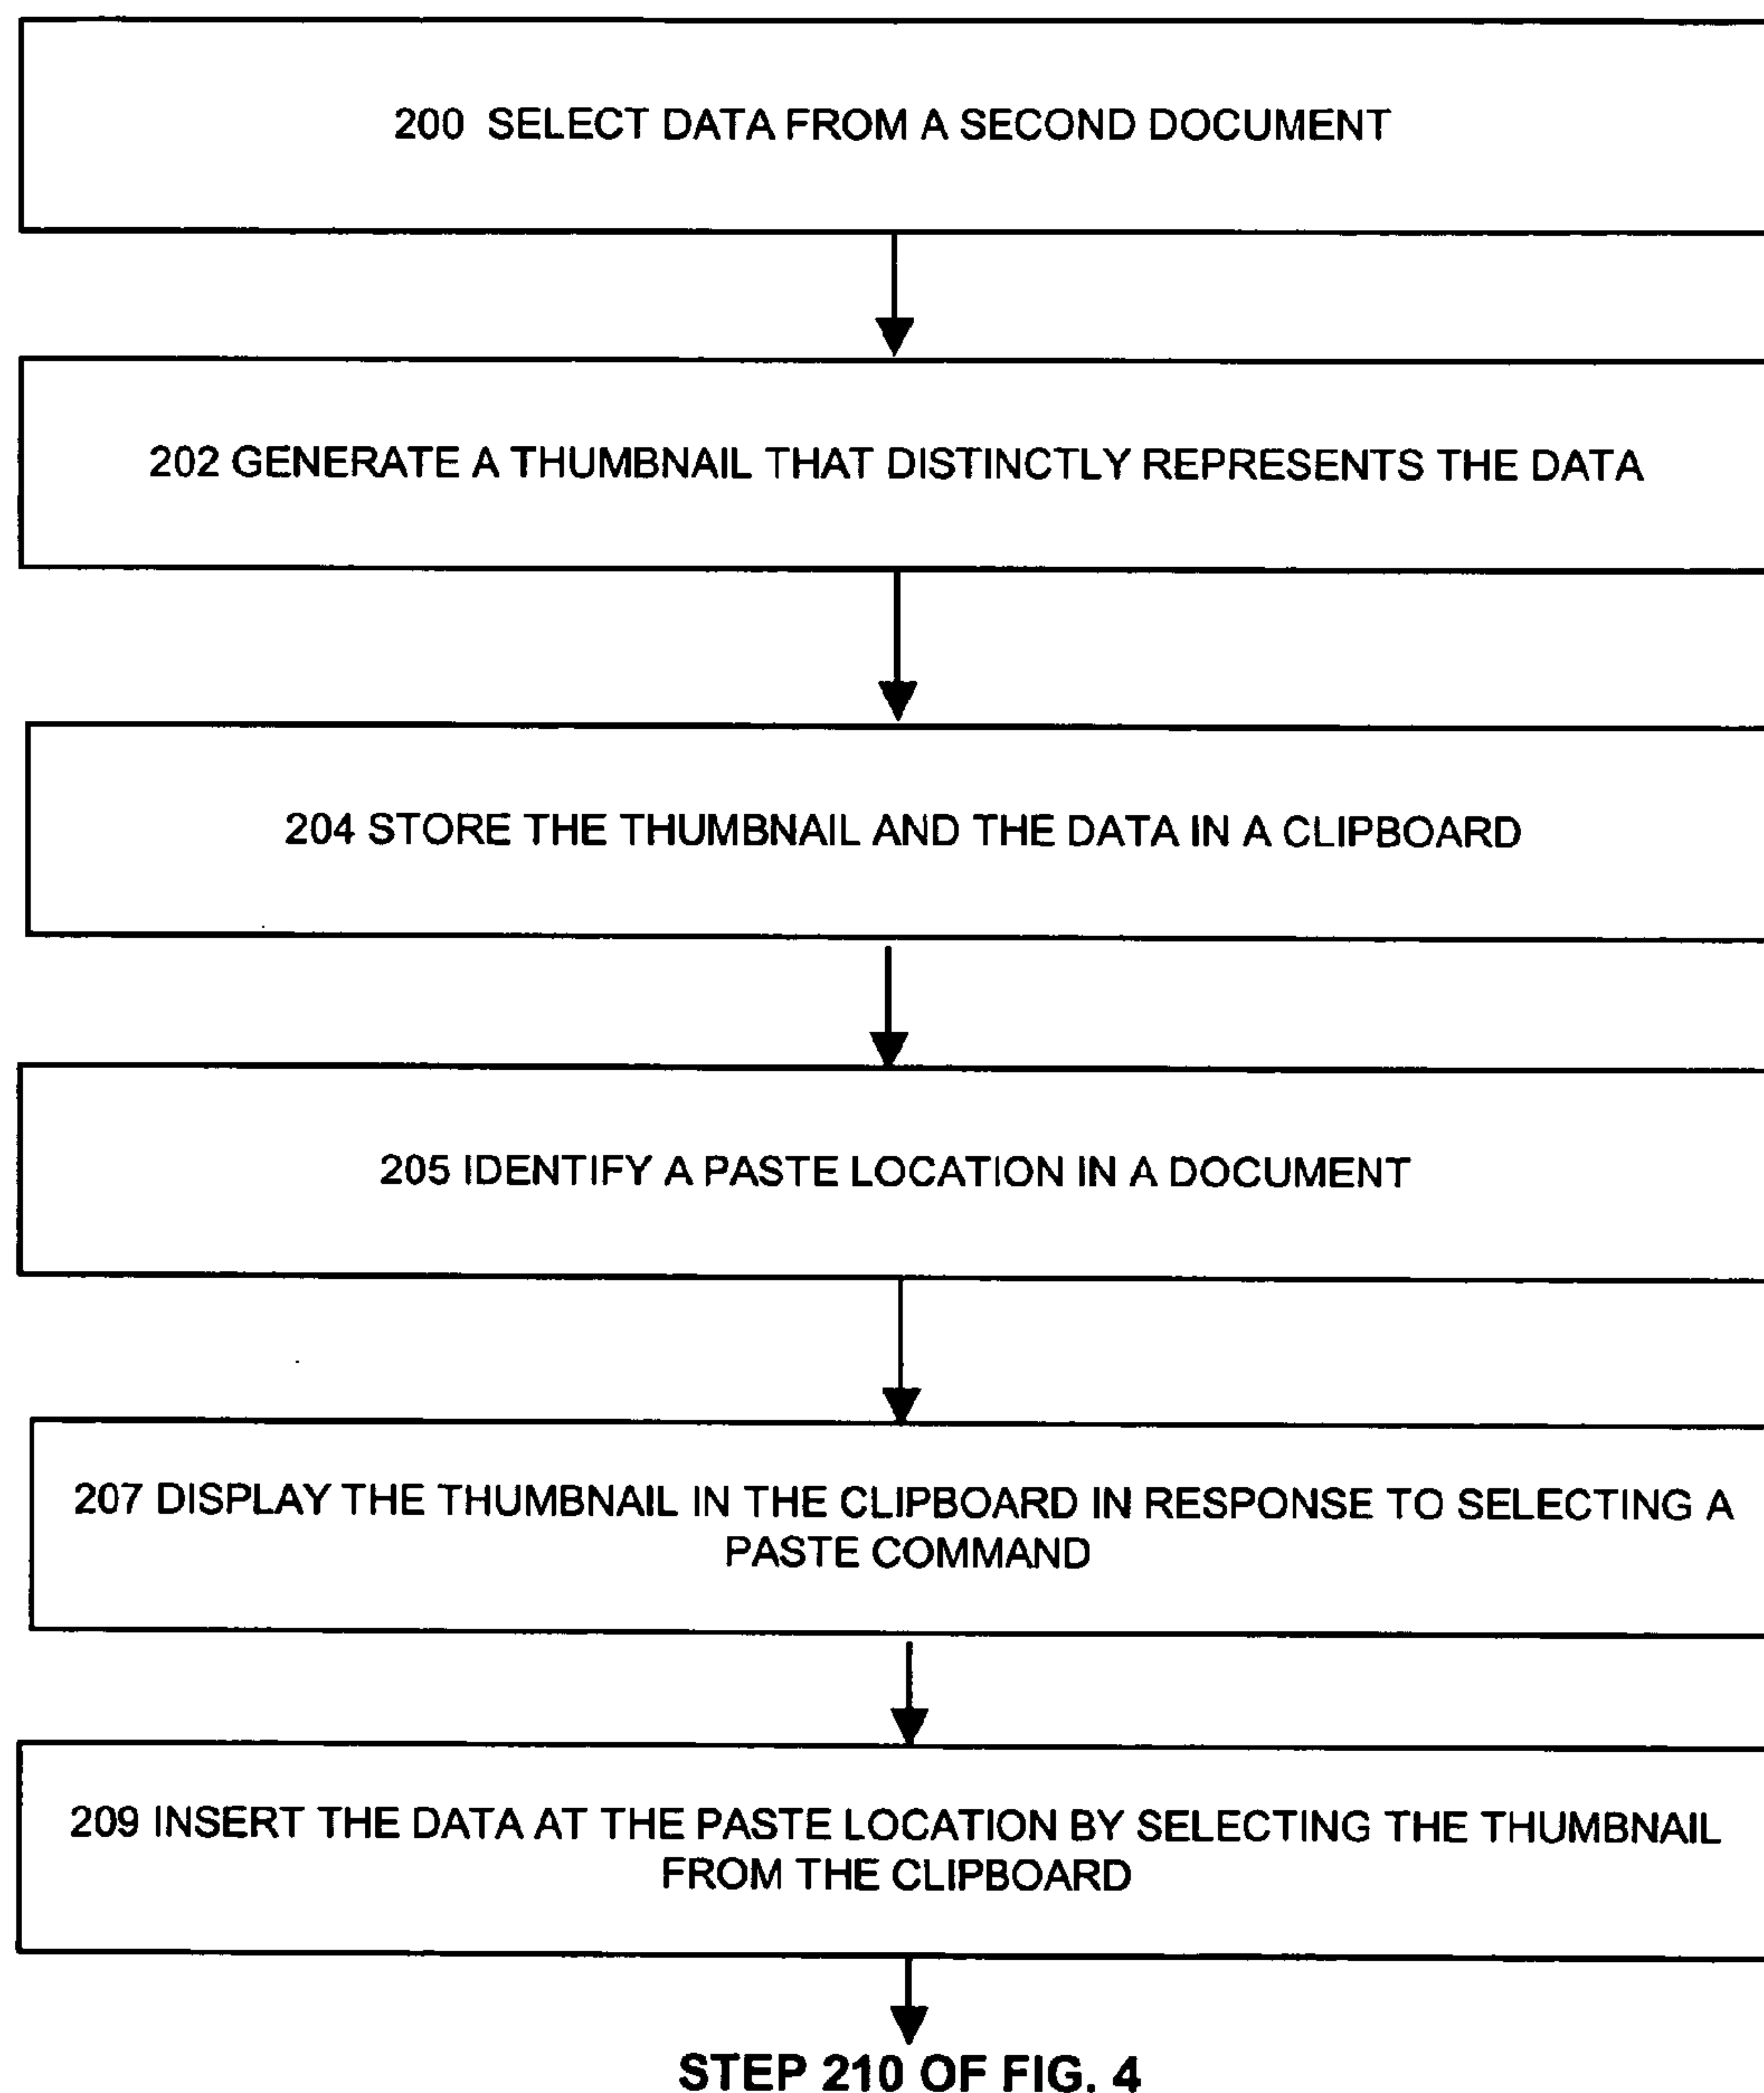 200 SELECT DATA FROM A SECOND DOCUMENT
202 GENERATE A THUMBNAIL THAT DISTINCTLY REPRESENTS THE DATA
204 STORE THE THUMBNAIL AND THE DATA IN A CLIPBOARD
205 IDENTIFY A PASTE LOCATION IN A DOCUMENT
207 DISPLAY THE THUMBNAIL IN THE CLIPBOARD IN RESPONSE TO SELECTING A
PASTE COMMAND
209 INSERT THE DATA AT THE PASTE LOCATION BY SELECTING THE THUMBNAIL
FROM THE CLIPBOARD
STEP 210 OF FIG. 4